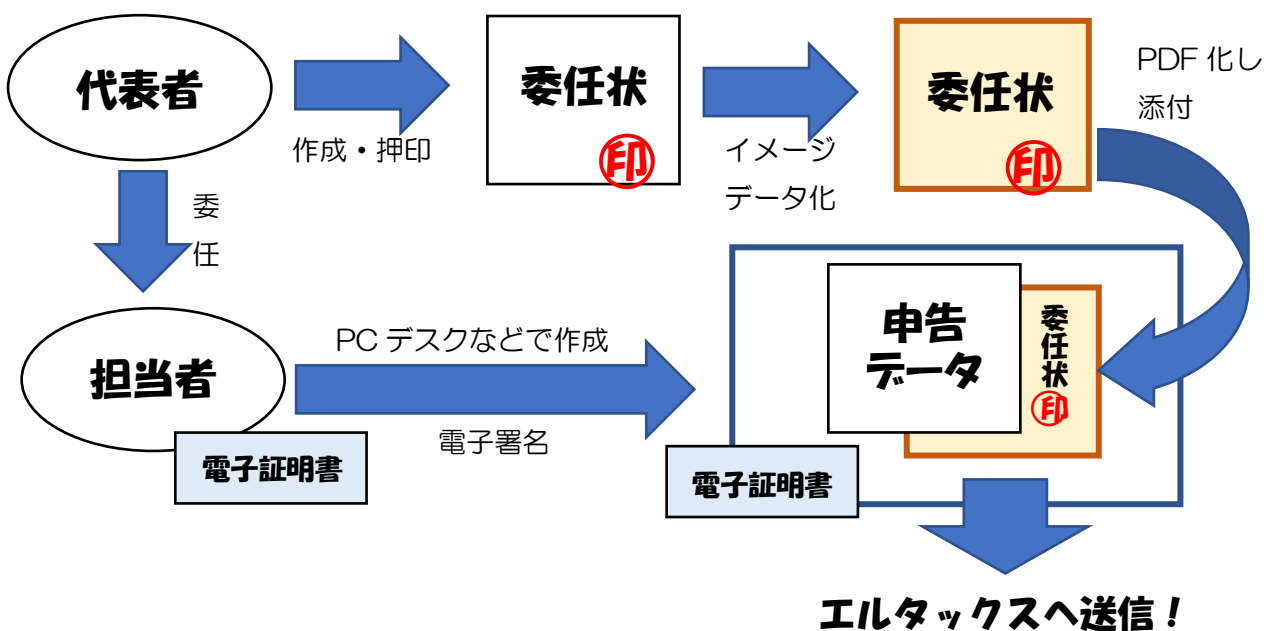 代表者
作成・押印
委任状
印
イメージ
データ化
委任状
印
PDF 化し
添付
委
任
担当者
電子証明書
PC デスクなどで作成
電子署名
申告
データ
委任状
印
電子証明書
エルタックスへ送信！